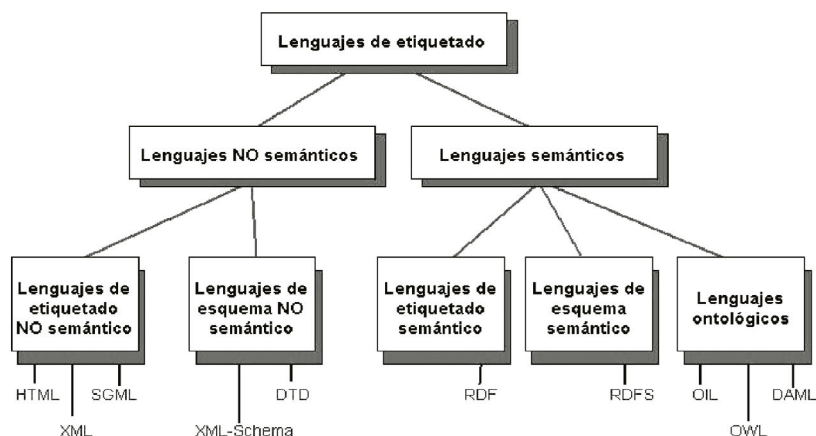 Lenguajes de etiquetado
Lenguajes NO semánticos
Lenguajes semánticos
Lenguajes de
etiquetado
NO semántico
Lenguajes de
esquema NO
semántico
Lenguajes de
etiquetado
semántico
Lenguajes de
esquema
semántico
Lenguajes
ontológicos
HTML
SGML
XML
DTD
XML-Schema
RDF
RDFS
OIL
DAML
OWL